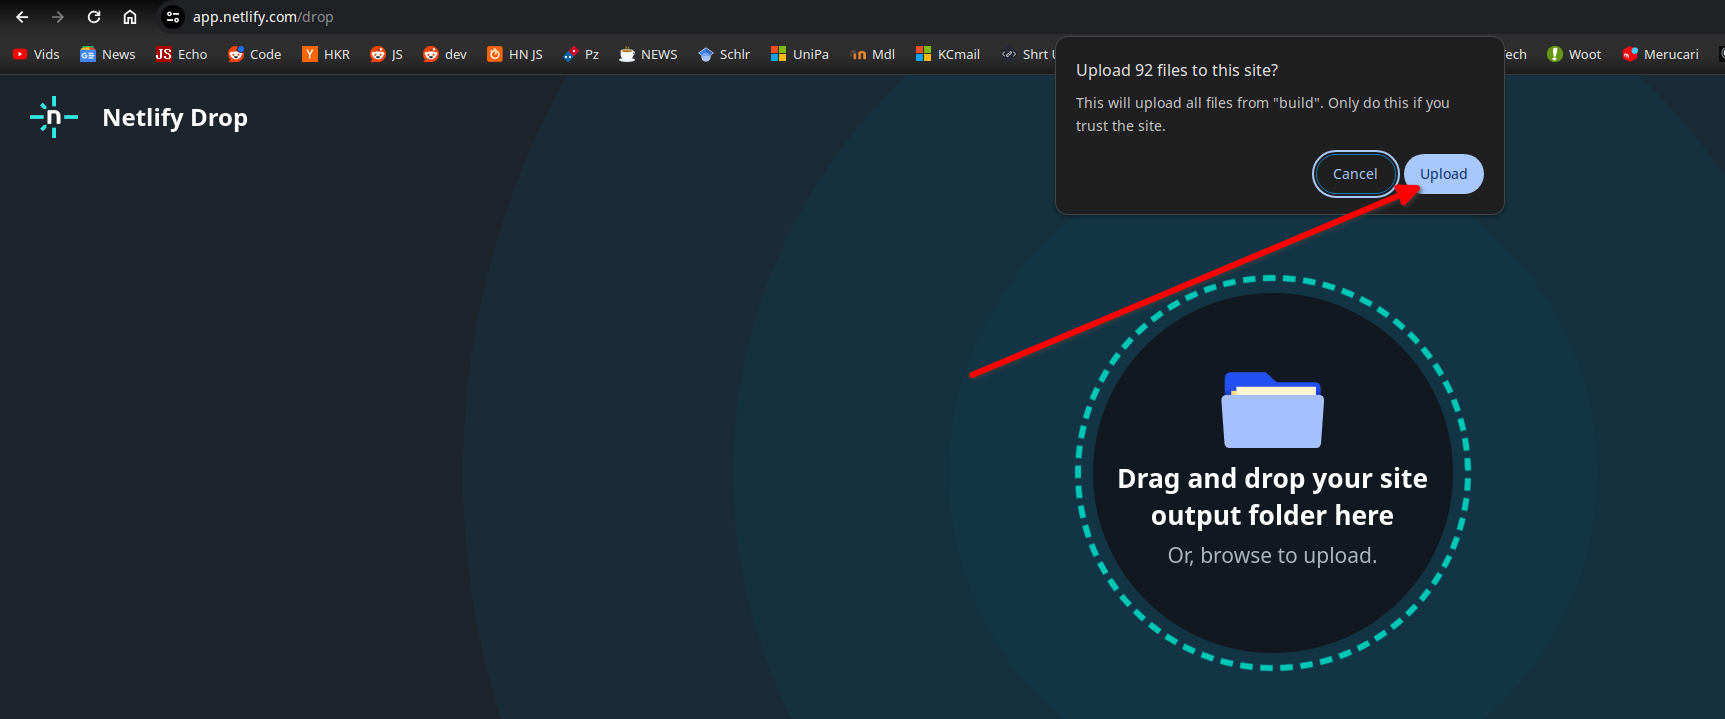 app.netlify.com/drop
Vids News Echo Code HKR JS dev HN JS Pz NEWS Schlr UniPa Mdl KCmail Shrt Woot Merucari
Netlify Drop
Upload 92 files to this site?
This will upload all files from "build". Only do this if you
trust the site.
Cancel Upload
Drag and drop your site
output folder here
Or, browse to upload.